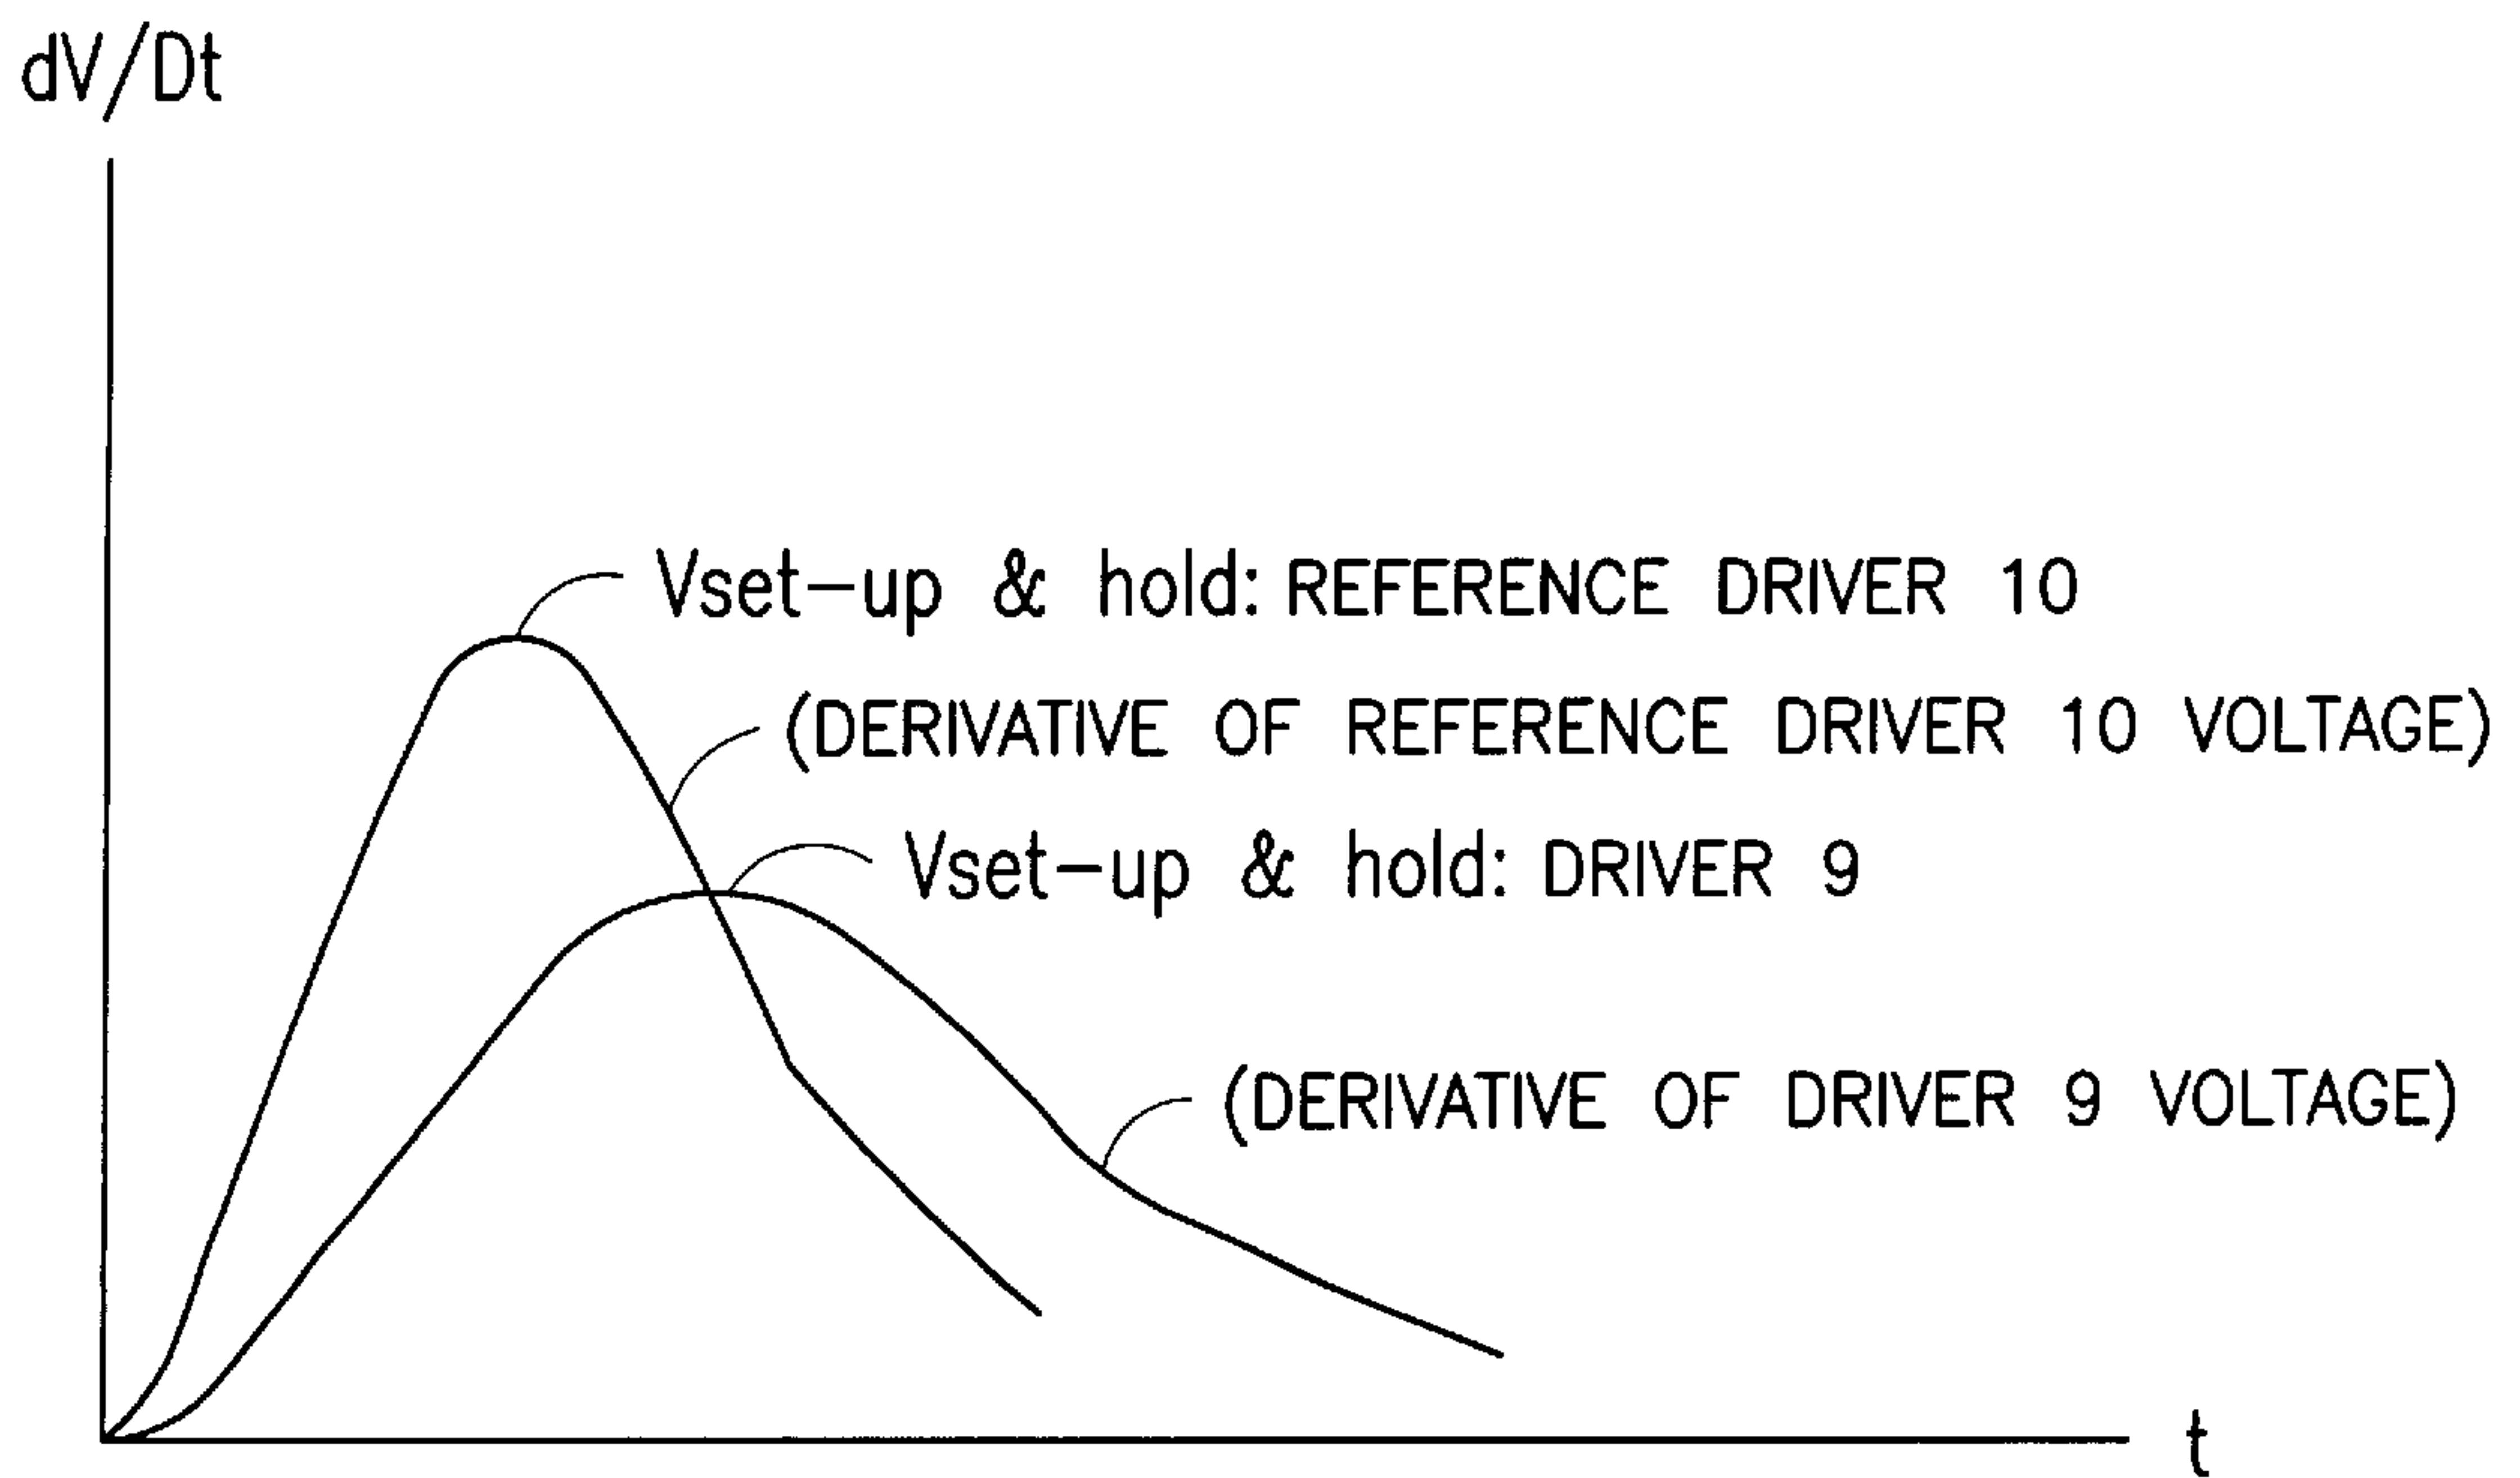 dV/Dt
Vset-up & hold: REFERENCE DRIVER 10
(DERIVATIVE OF REFERENCE DRIVER 10 VOLTAGE)
Vset-up & hold: DRIVER 9
(DERIVATIVE OF DRIVER 9 VOLTAGE)
t